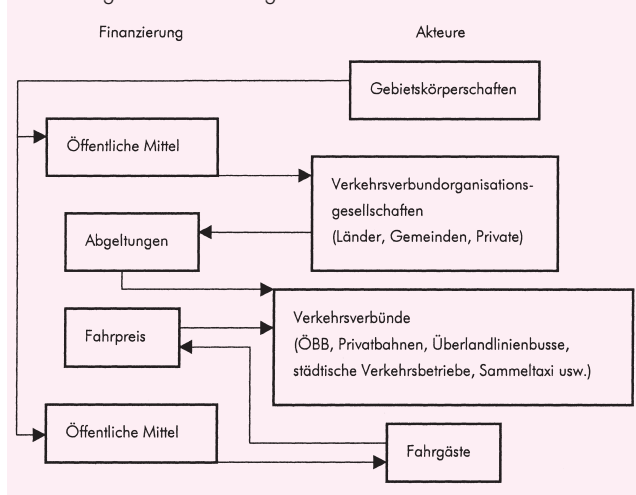 Finanzierung
Akteure
Gebietskörperschaften
Öffentliche Mittel
Verkehrsverbundorganisations-
gesellschaften
(Länder, Gemeinden, Private)
Abgeltungen
Verkehrsverbünde
(ÖBB, Privatbahnen, Überlandlinienbusse,
städtische Verkehrsbetriebe, Sammeltaxi usw.)
Fahrpreis
Öffentliche Mittel
Fahrgäste